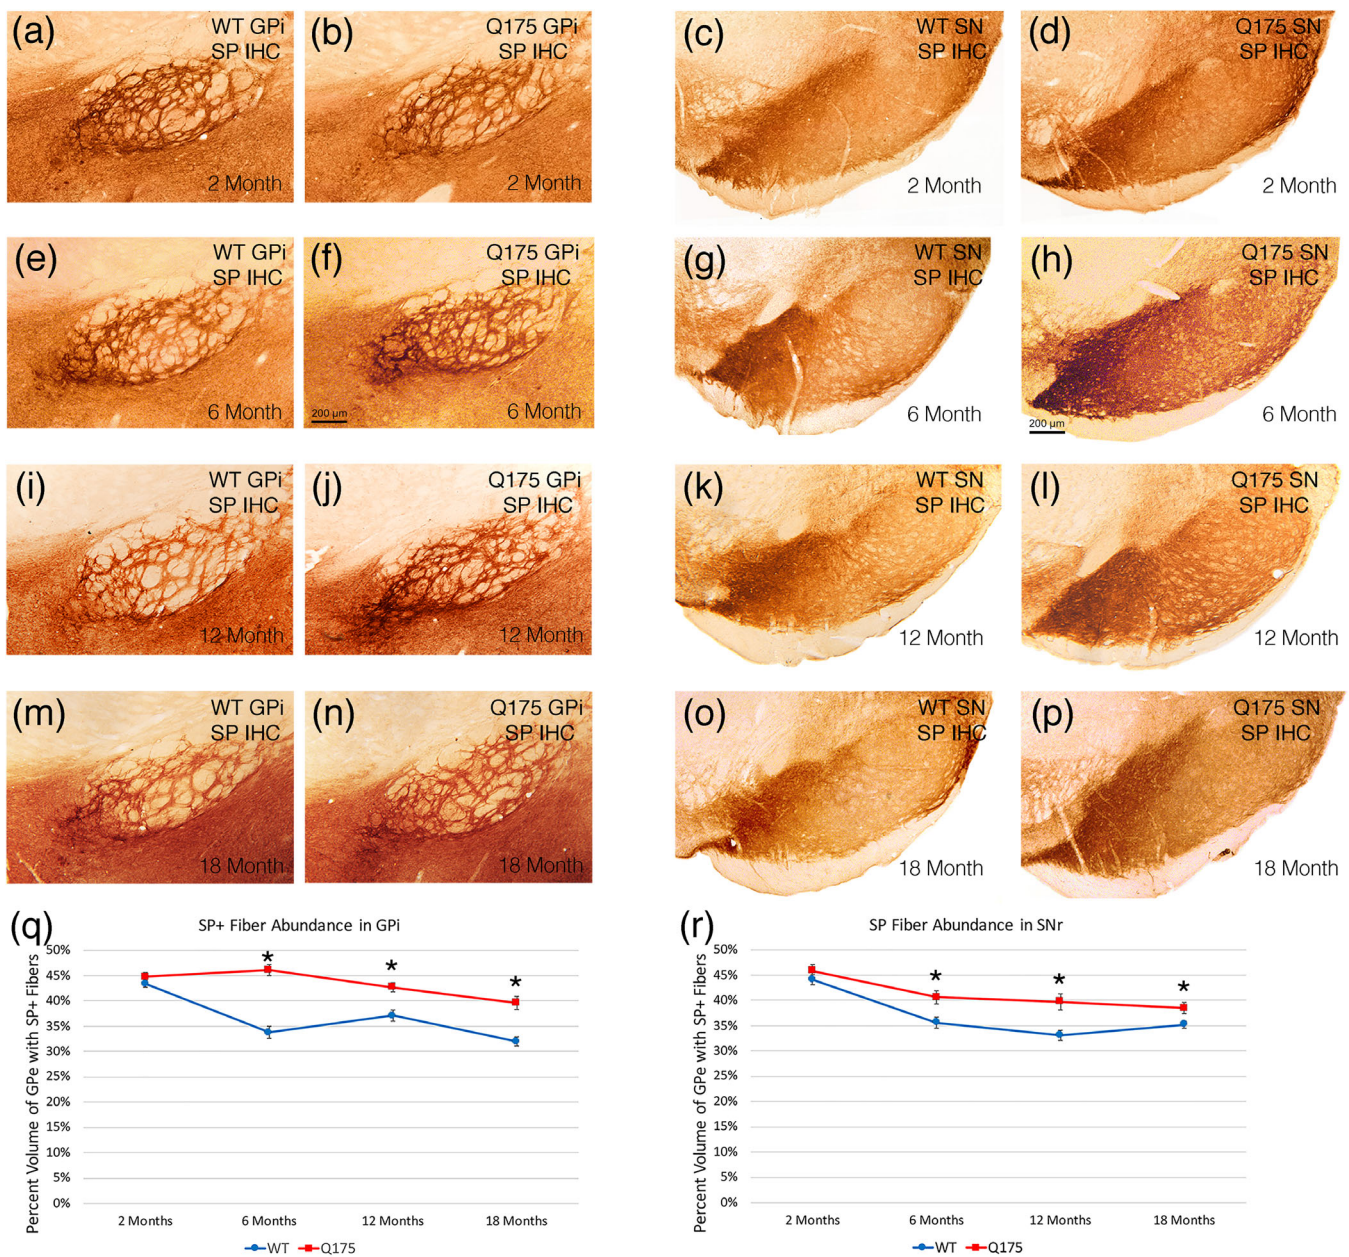 (a)
WT GPi
SP IHC
2 Month
(b)
Q175 GPi
SP IHC
2 Month
(c)
WT SN
SP IHC
2 Month
(d)
Q175 SN
SP IHC
2 Month
(e)
WT GPi
SP IHC
6 Month
(f)
Q175 GPi
SP IHC
200 µm
6 Month
(g)
WT SN
SP IHC
6 Month
(h)
Q175 SN
SP IHC
200 µm
6 Month
(i)
WT GPi
SP IHC
12 Month
(j)
Q175 GPi
SP IHC
12 Month
(k)
WT SN
SP IHC
12 Month
(l)
Q175 SN
SP IHC
12 Month
(m)
WT GPi
SP IHC
18 Month
(n)
Q175 GPi
SP IHC
18 Month
(o)
WT SN
SP IHC
18 Month
(p)
Q175 SN
SP IHC
18 Month
(q)
SP+ Fiber Abundance in GPi
Percent Volume of GPe with SP+ Fibers
50%
45%
40%
35%
30%
25%
20%
15%
10%
5%
0%
* * *
2 Months 6 Months 12 Months 18 Months
WT Q175
(r)
SP Fiber Abundance in SNr
Percent Volume of GPe with SP+ Fibers
50%
45%
40%
35%
30%
25%
20%
15%
10%
5%
0%
* * *
2 Months 6 Months 12 Months 18 Months
WT Q175